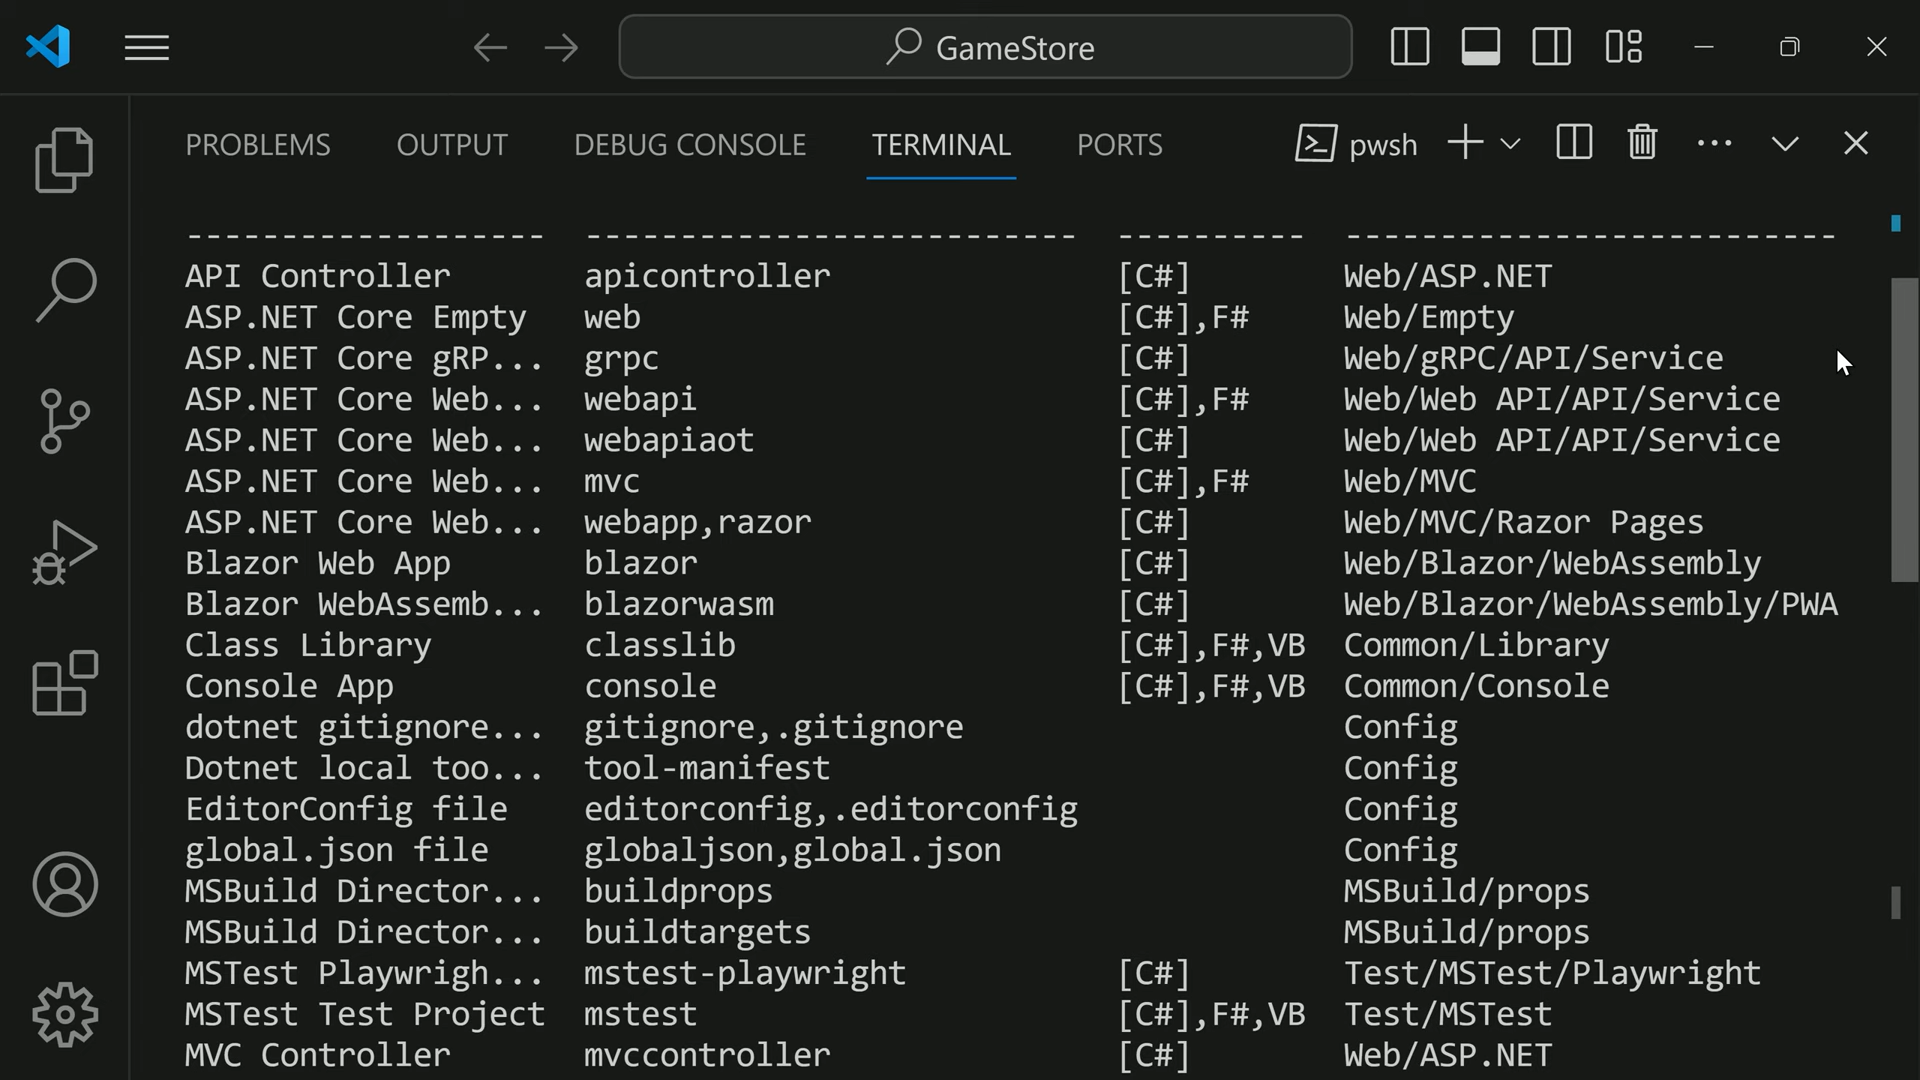 GameStore
PROBLEMS OUTPUT DEBUG CONSOLE TERMINAL PORTS pwsh
------------------- -------------------------- ---------- --------------------------
API Controller apicontroller [C#] Web/ASP.NET
ASP.NET Core Empty web [C#],F# Web/Empty
ASP.NET Core gRP... grpc [C#] Web/gRPC/API/Service
ASP.NET Core Web... webapi [C#],F# Web/Web API/API/Service
ASP.NET Core Web... webapiaot [C#] Web/Web API/API/Service
ASP.NET Core Web... mvc [C#],F# Web/MVC
ASP.NET Core Web... webapp,razor [C#] Web/MVC/Razor Pages
Blazor Web App blazor [C#] Web/Blazor/WebAssembly
Blazor WebAssemb... blazorwasm [C#] Web/Blazor/WebAssembly/PWA
Class Library classlib [C#],F#,VB Common/Library
Console App console [C#],F#,VB Common/Console
dotnet gitignore... gitignore,.gitignore Config
Dotnet local too... tool-manifest Config
EditorConfig file editorconfig,.editorconfig Config
global.json file globaljson,global.json Config
MSBuild Director... buildprops MSBuild/props
MSBuild Director... buildtargets MSBuild/props
MSTest Playwrigh... mstest-playwright [C#] Test/MSTest/Playwright
MSTest Test Project mstest [C#],F#,VB Test/MSTest
MVC Controller mvccontroller [C#] Web/ASP.NET